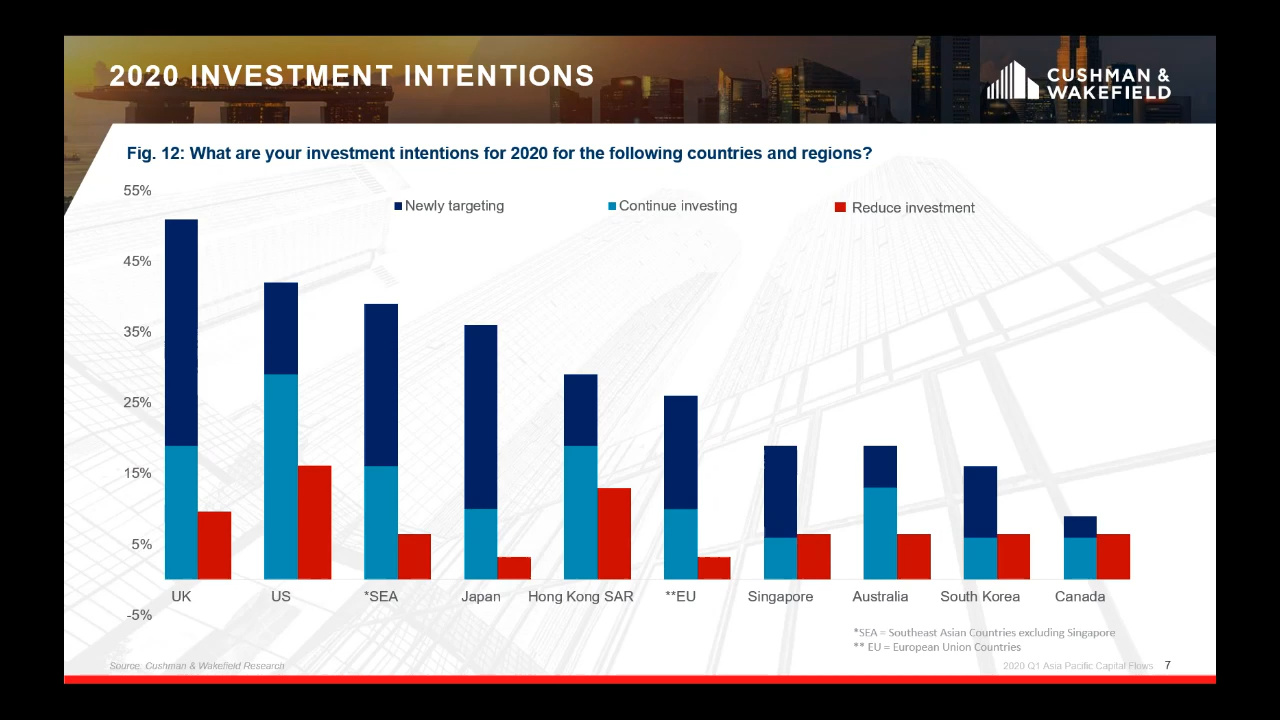 2020 INVESTMENT INTENTIONS
CUSHMAN &
WAKEFIELD
Fig. 12: What are your investment intentions for 2020 for the following countries and regions?
55%
Newly targeting
Continue investing
Reduce investment
45%
35%
25%
15%
5%
UK
US
*SEA
Japan
Hong Kong SAR
**EU
Singapore
Australia
South Korea
Canada
-5%
*SEA = Southeast Asian Countries excluding Singapore
** EU = European Union Countries
Source: Cushman & Wakefield Research
2020 Q1 Asia Pacific Capital Flows
7